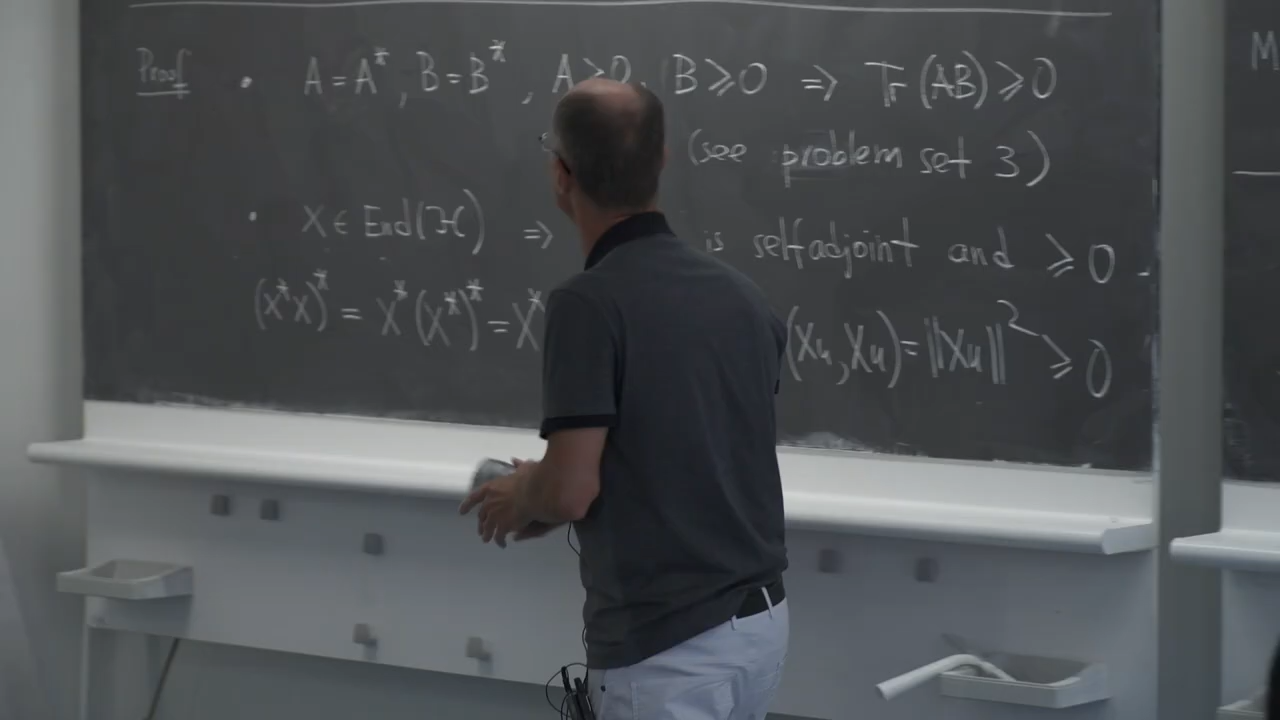 Proof • A = A*, B = B*, A ≥ 0, B ≥ 0 ⇒ Tr(AB) ≥ 0
(see problem set 3)
• X ∈ End(ℋ) ⇒ is selfadjoint and ≥ 0.
(X*X)* = X*(X*)* = X* (Xu, Xu) = ||Xu||² ≥ 0
M